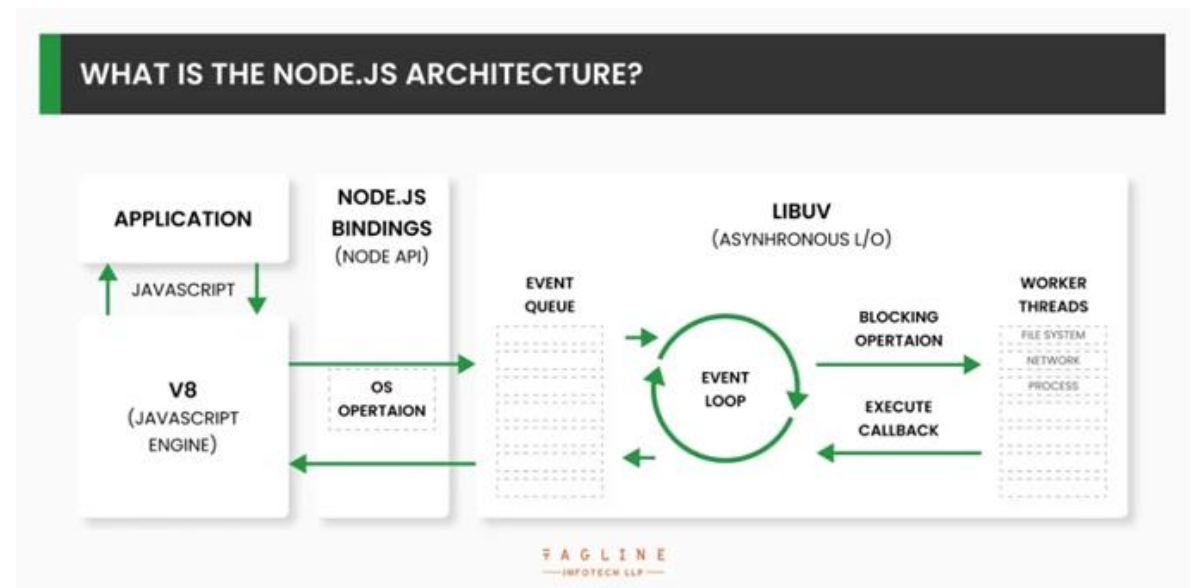 WHAT IS THE NODE.JS ARCHITECTURE?
APPLICATION
JAVASCRIPT
V8
(JAVASCRIPT
ENGINE)
NODE.JS
BINDINGS
(NODE API)
OS
OPERTAION
LIBUV
(ASYNHRONOUS L/O)
EVENT
QUEUE
EVENT
LOOP
BLOCKING
OPERTAION
EXECUTE
CALLBACK
WORKER
THREADS
FILE SYSTEM
NETWORK
PROCESS
TAGLINE
INFOTECH LLP